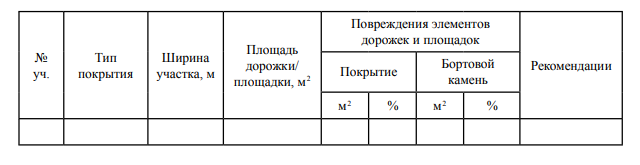 №
уч.
Тип
покрытия
Ширина
участка, м
Площадь
дорожки/
площадки, м²
Повреждения элементов
дорожек и площадок
Покрытие
Бортовой
камень
м²
%
м²
%
Рекомендации